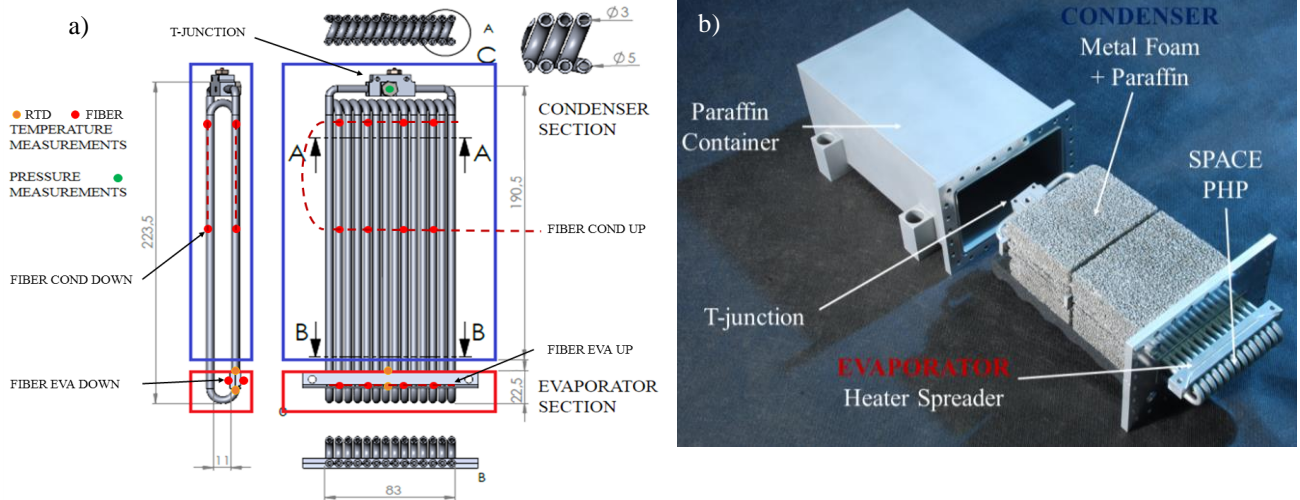 a)
T-JUNCTION
A
C
Ø3
Ø5
RTD
FIBER
TEMPERATURE
MEASUREMENTS
PRESSURE
MEASUREMENTS
CONDENSER
SECTION
A
A
223,5
190,5
FIBER COND UP
FIBER COND DOWN
B
B
FIBER EVA UP
FIBER EVA DOWN
EVAPORATOR
SECTION
22,5
11
B
83
b)
CONDENSER
Metal Foam
+ Paraffin
Paraffin
Container
SPACE
PHP
T-junction
EVAPORATOR
Heater Spreader